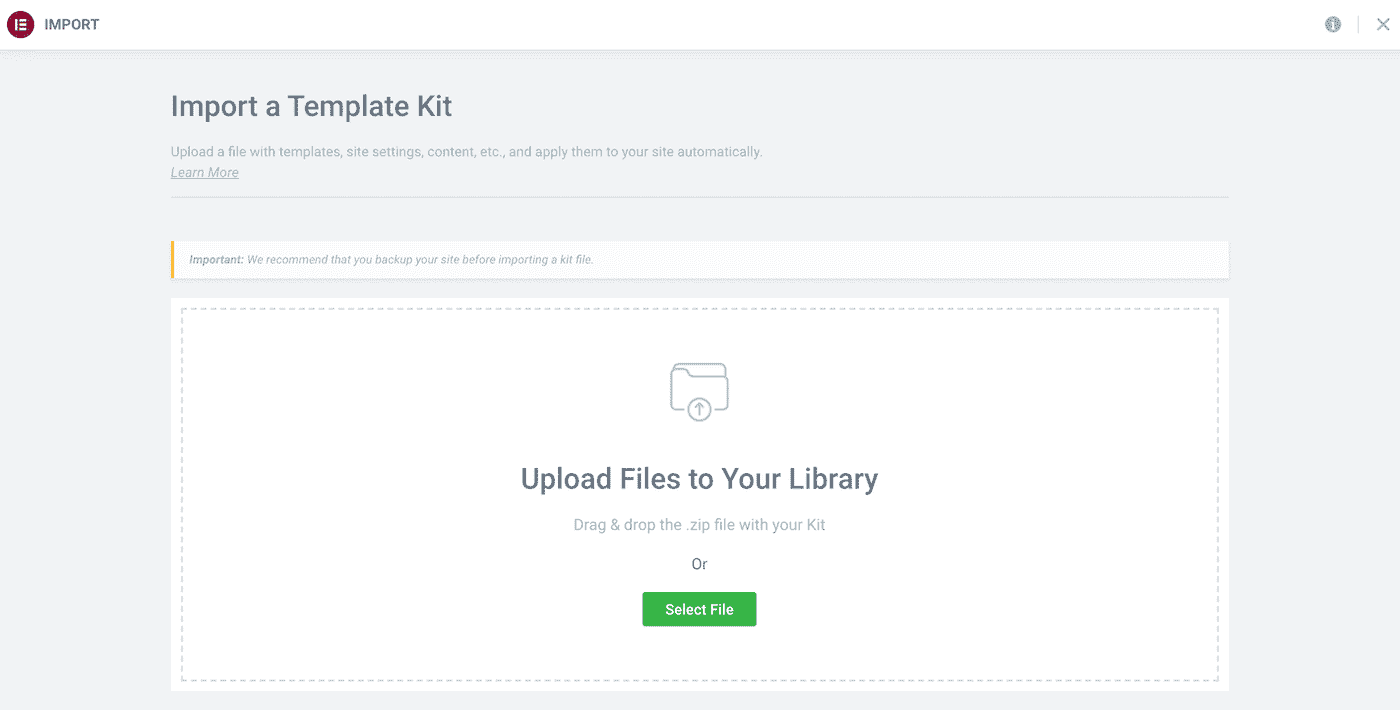 IMPORT
Import a Template Kit
Upload a file with templates, site settings, content, etc., and apply them to your site automatically.
Learn More
Important: We recommend that you backup your site before importing a kit file.
Upload Files to Your Library
Drag & drop the .zip file with your Kit
Or
Select File